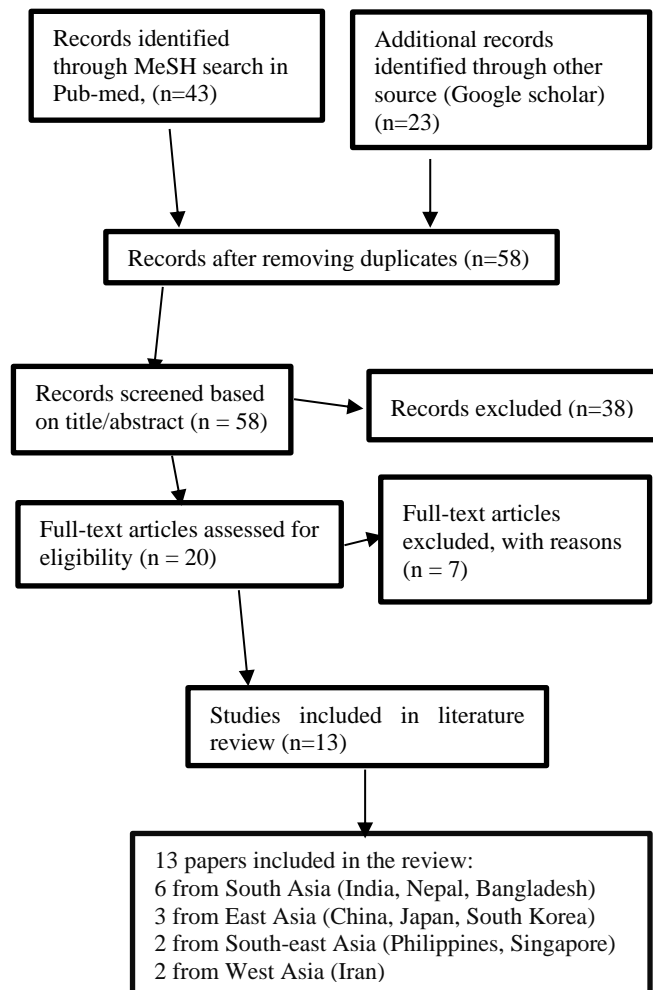 Records identified
through MeSH search in
Pub-med, (n=43)
Additional records
identified through other
source (Google scholar)
(n=23)
Records after removing duplicates (n=58)
Records screened based
on title/abstract (n = 58)
Records excluded (n=38)
Full-text articles assessed for
eligibility (n = 20)
Full-text articles
excluded, with reasons
(n = 7)
Studies included in literature
review (n=13)
13 papers included in the review:
6 from South Asia (India, Nepal, Bangladesh)
3 from East Asia (China, Japan, South Korea)
2 from South-east Asia (Philippines, Singapore)
2 from West Asia (Iran)